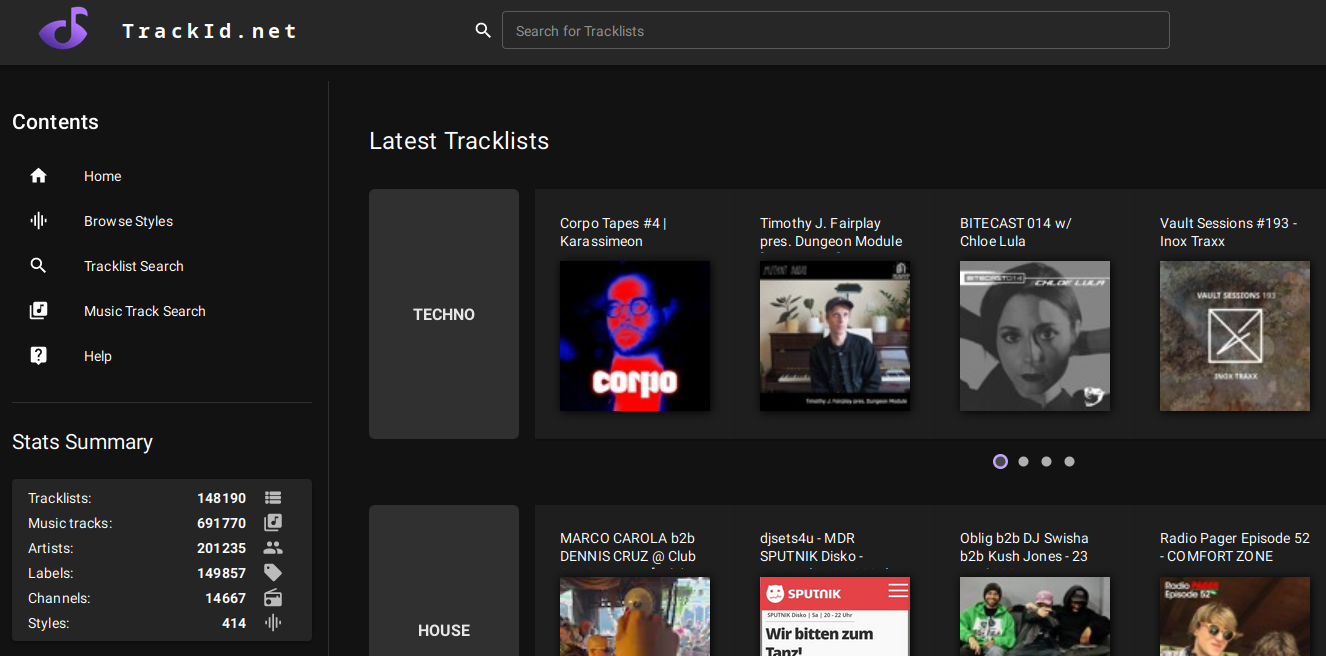 TrackId.net
Search for Tracklists
Contents
Home
Browse Styles
Tracklist Search
Music Track Search
Help
Stats Summary
Tracklists: 148190
Music tracks: 691770
Artists: 201235
Labels: 149857
Channels: 14667
Styles: 414
Latest Tracklists
TECHNO
Corpo Tapes #4 |
Karassimeon
corpo
Timothy J. Fairplay
pres. Dungeon Module
Timothy J. Fairplay pres. Dungeon Module
BITECAST 014 w/
Chloe Lula
BITECAST014
CHLOE LULA
Vault Sessions #193 -
Inox Traxx
VAULT SESSIONS 193
INOX TRAXX
HOUSE
MARCO CAROLA b2b
DENNIS CRUZ @ Club
djsets4u - MDR
SPUTNIK Disko -
SPUTNIK
SPUTNIK Disko | Sa | 20 - 22 Uhr
Wir bitten zum
Tanz!
Oblig b2b DJ Swisha
b2b Kush Jones - 23
Radio Pager Episode 52
- COMFORT ZONE
Radio PAGER
Episode 52